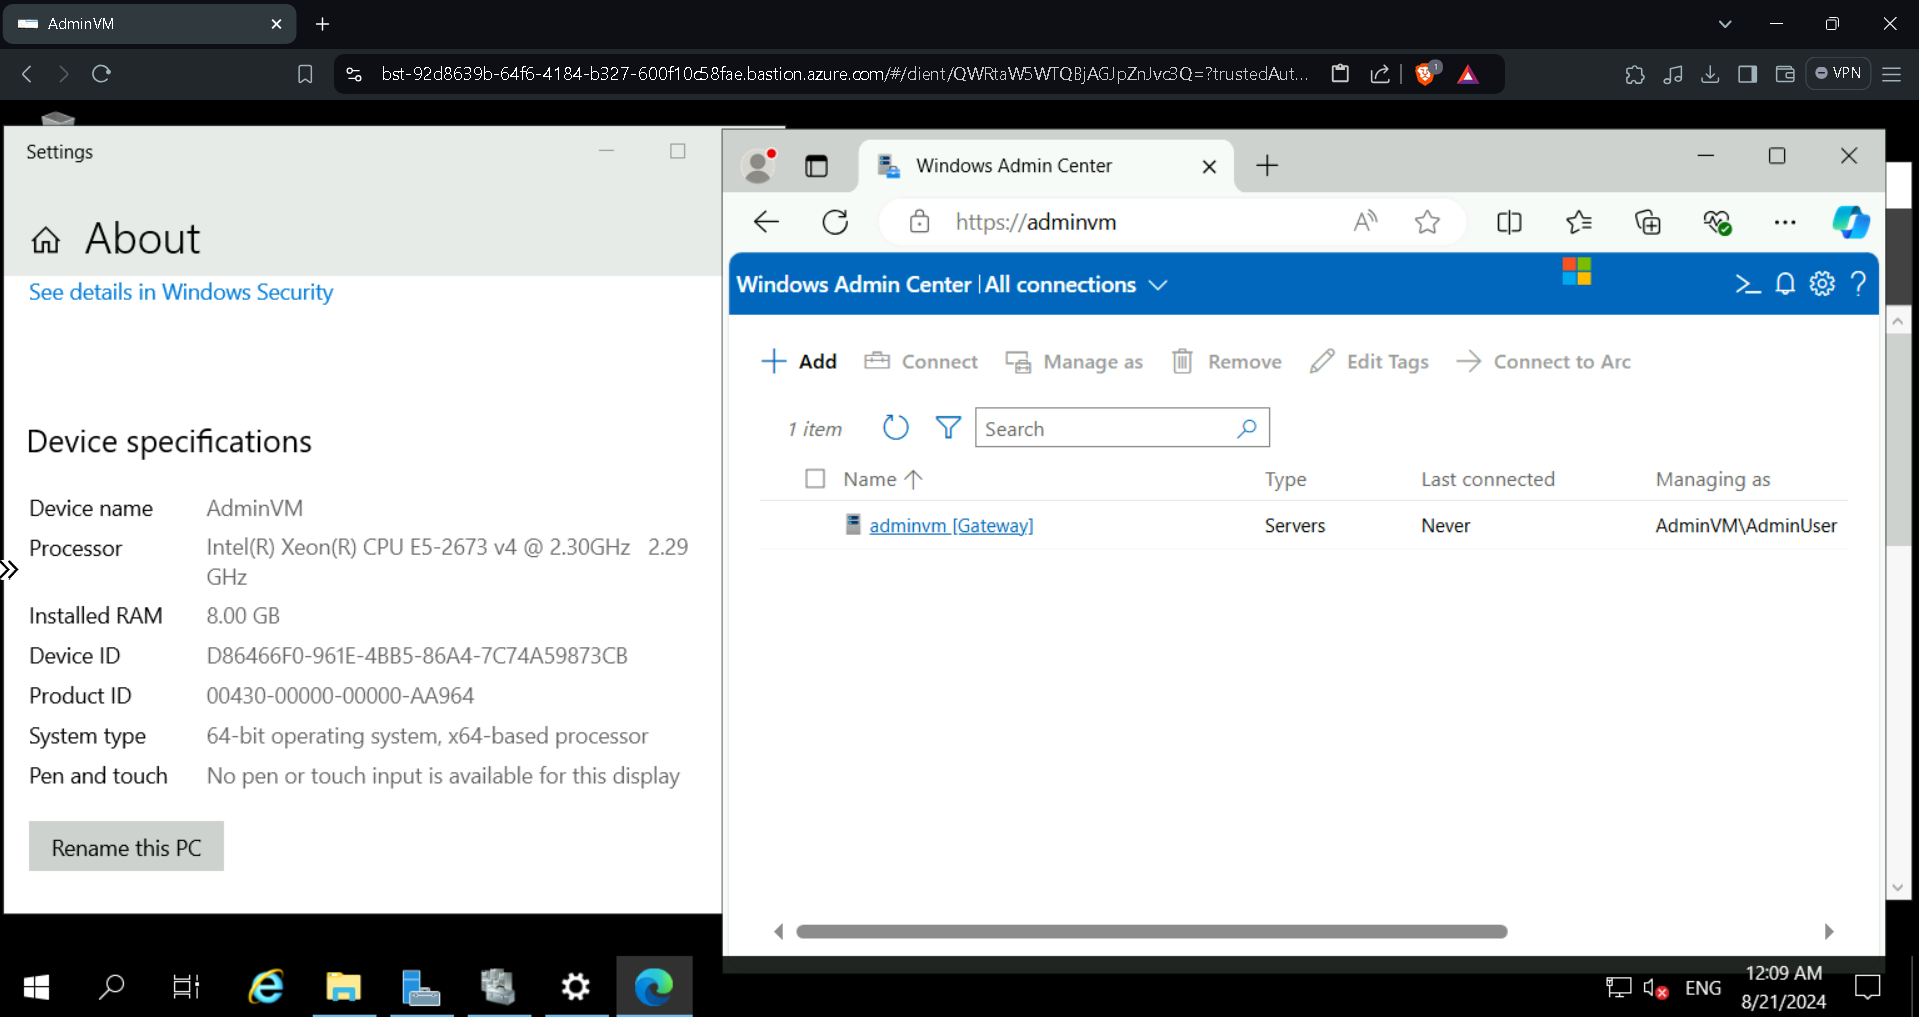 AdminVM
bst-92d8639b-64f6-4184-b327-600f10c58fae.bastion.azure.com/#/client/QWRtaW5WTQBjAGJpZnJvc3Q=?trustedAut...
1
VPN
Settings
About
See details in Windows Security
Device specifications
Device name AdminVM
Processor Intel(R) Xeon(R) CPU E5-2673 v4 @ 2.30GHz 2.29
GHz
Installed RAM 8.00 GB
Device ID D86466F0-961E-4BB5-86A4-7C74A59873CB
Product ID 00430-00000-00000-AA964
System type 64-bit operating system, x64-based processor
Pen and touch No pen or touch input is available for this display
Rename this PC
Windows Admin Center
https://adminvm
Windows Admin Center | All connections
Add Connect Manage as Remove Edit Tags Connect to Arc
1 item Search
Name Type Last connected Managing as
adminvm [Gateway] Servers Never AdminVM\AdminUser
ENG
12:09 AM
8/21/2024